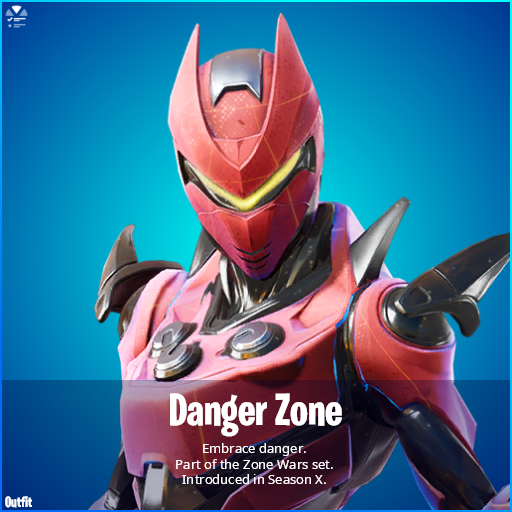 Danger Zone
Embrace danger.
Part of the Zone Wars set.
Introduced in Season X.
Outfit